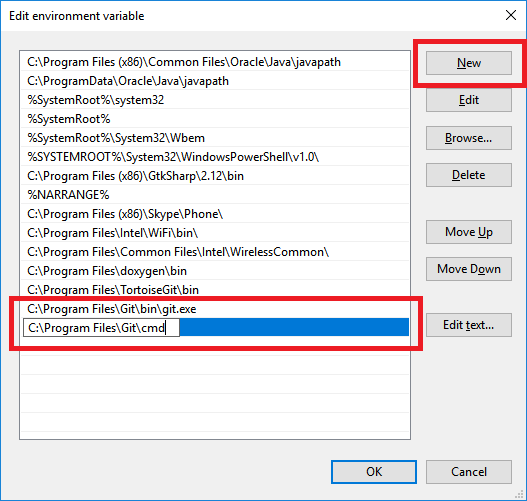 Edit environment variable
C:\Program Files (x86)\Common Files\Oracle\Java\javapath
C:\ProgramData\Oracle\Java\javapath
%SystemRoot%\system32
%SystemRoot%
%SystemRoot%\System32\Wbem
%SYSTEMROOT%\System32\WindowsPowerShell\v1.0\
C:\Program Files (x86)\GtkSharp\2.12\bin
%NARRANGE%
C:\Program Files (x86)\Skype\Phone\
C:\Program Files\Intel\WiFi\bin\
C:\Program Files\Common Files\Intel\WirelessCommon\
C:\Program Files\doxygen\bin
C:\Program Files\TortoiseGit\bin
C:\Program Files\Git\bin\git.exe
C:\Program Files\Git\cmd
New
Edit
Browse...
Delete
Move Up
Move Down
Edit text...
OK
Cancel